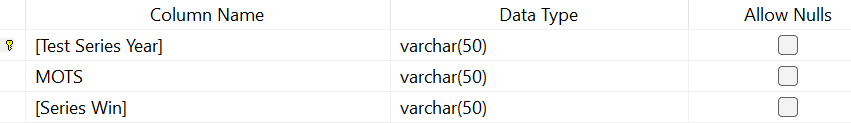 Column Name Data Type Allow Nulls
[Test Series Year] varchar(50)
MOTS varchar(50)
[Series Win] varchar(50)